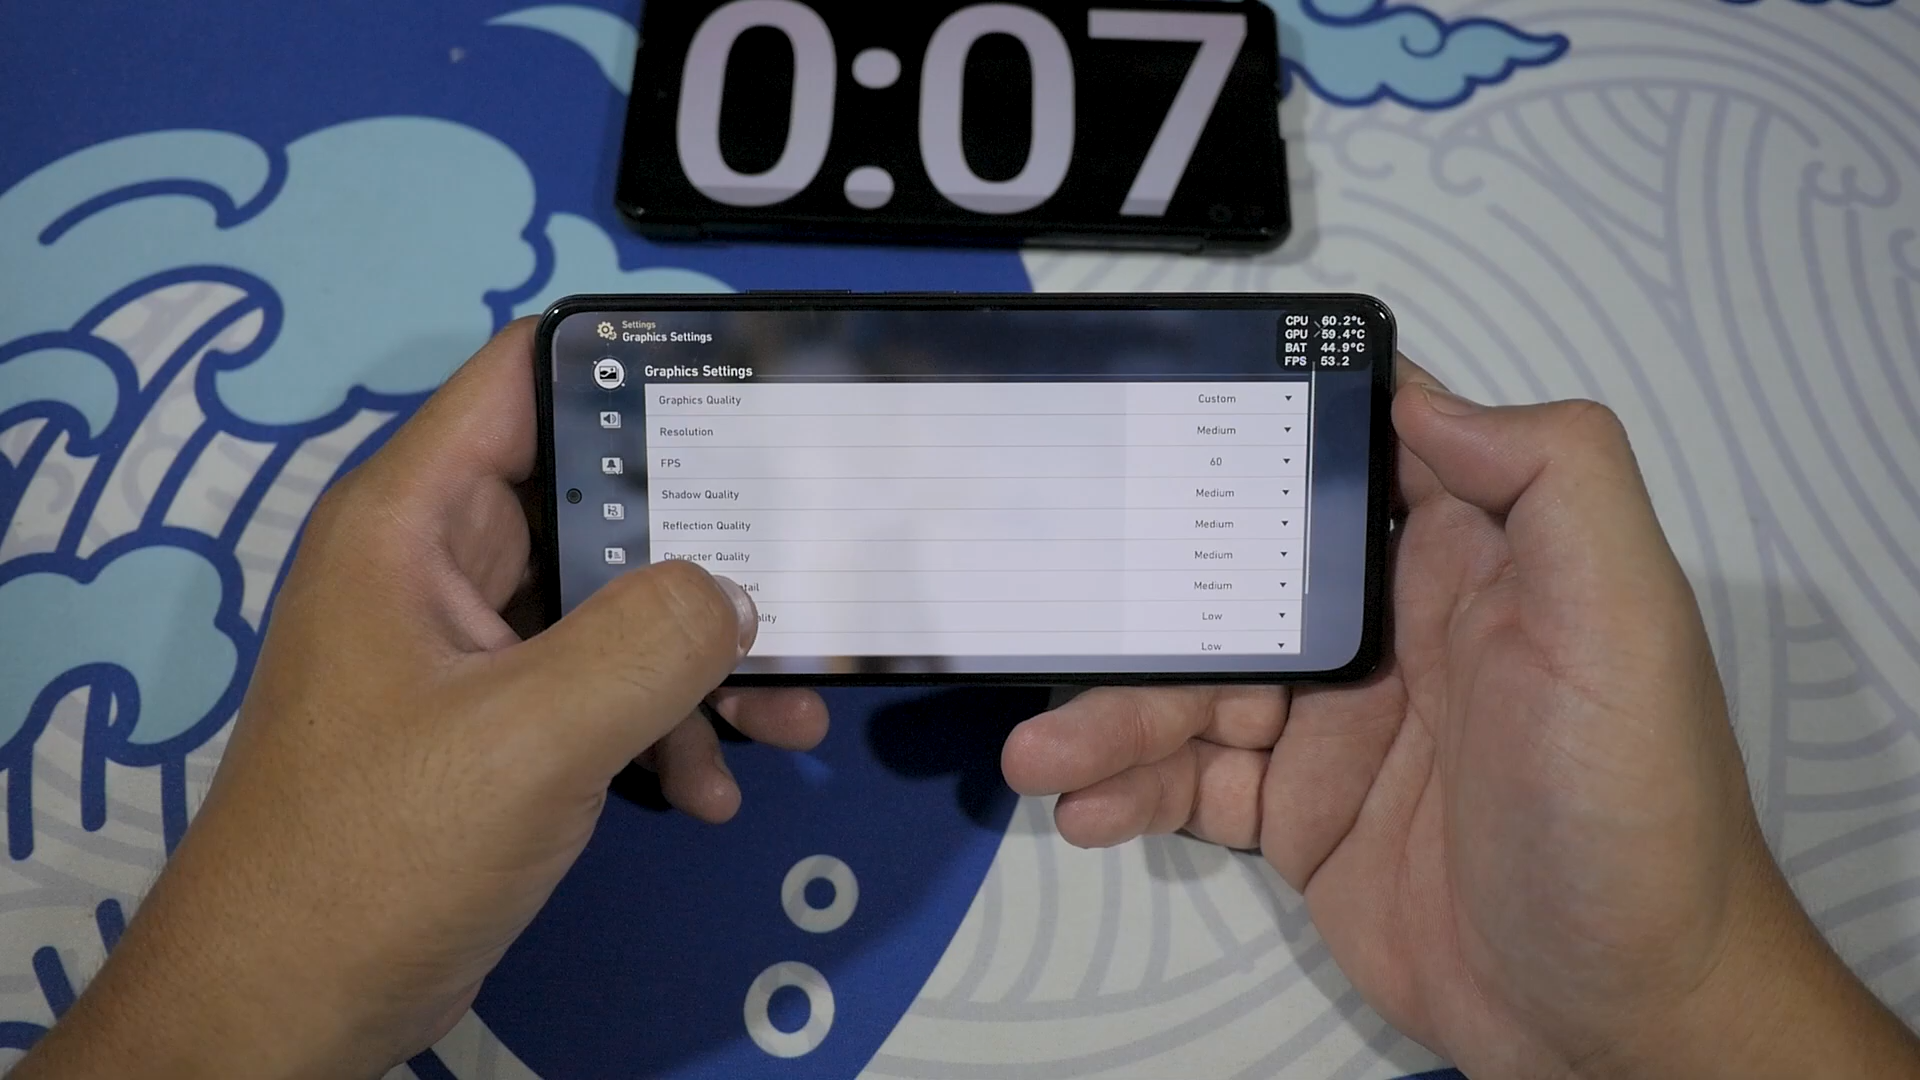 0:07
Settings
Graphics Settings
CPU 60.2°C
GPU 59.4°C
BAT 44.9°C
FPS 53.2
Graphics Settings
Graphics Quality Custom
Resolution Medium
FPS 60
Shadow Quality Medium
Reflection Quality Medium
Character Quality Medium
Medium
Low
Low